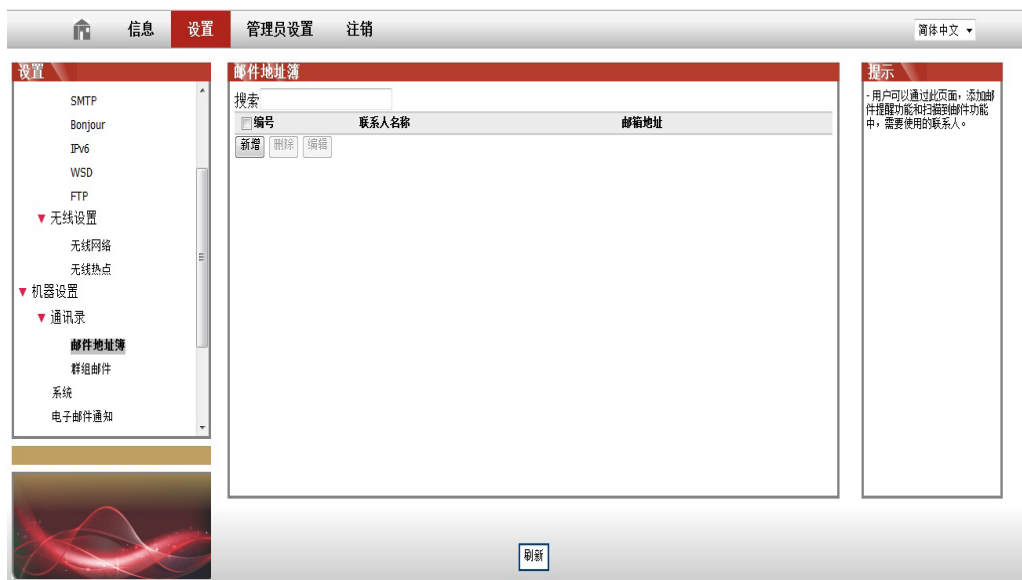 信息 设置 管理员设置 注销 简体中文
设置
SMTP
Bonjour
IPv6
WSD
FTP
无线设置
无线网络
无线热点
机器设置
通讯录
邮件地址簿
群组邮件
系统
电子邮件通知
邮件地址簿
搜索
编号 联系人名称 邮箱地址
新增 删除 编辑
提示
- 用户可以通过此页面，添加邮
件提醒功能和扫描到邮件功能
中，需要使用的联系人。
刷新